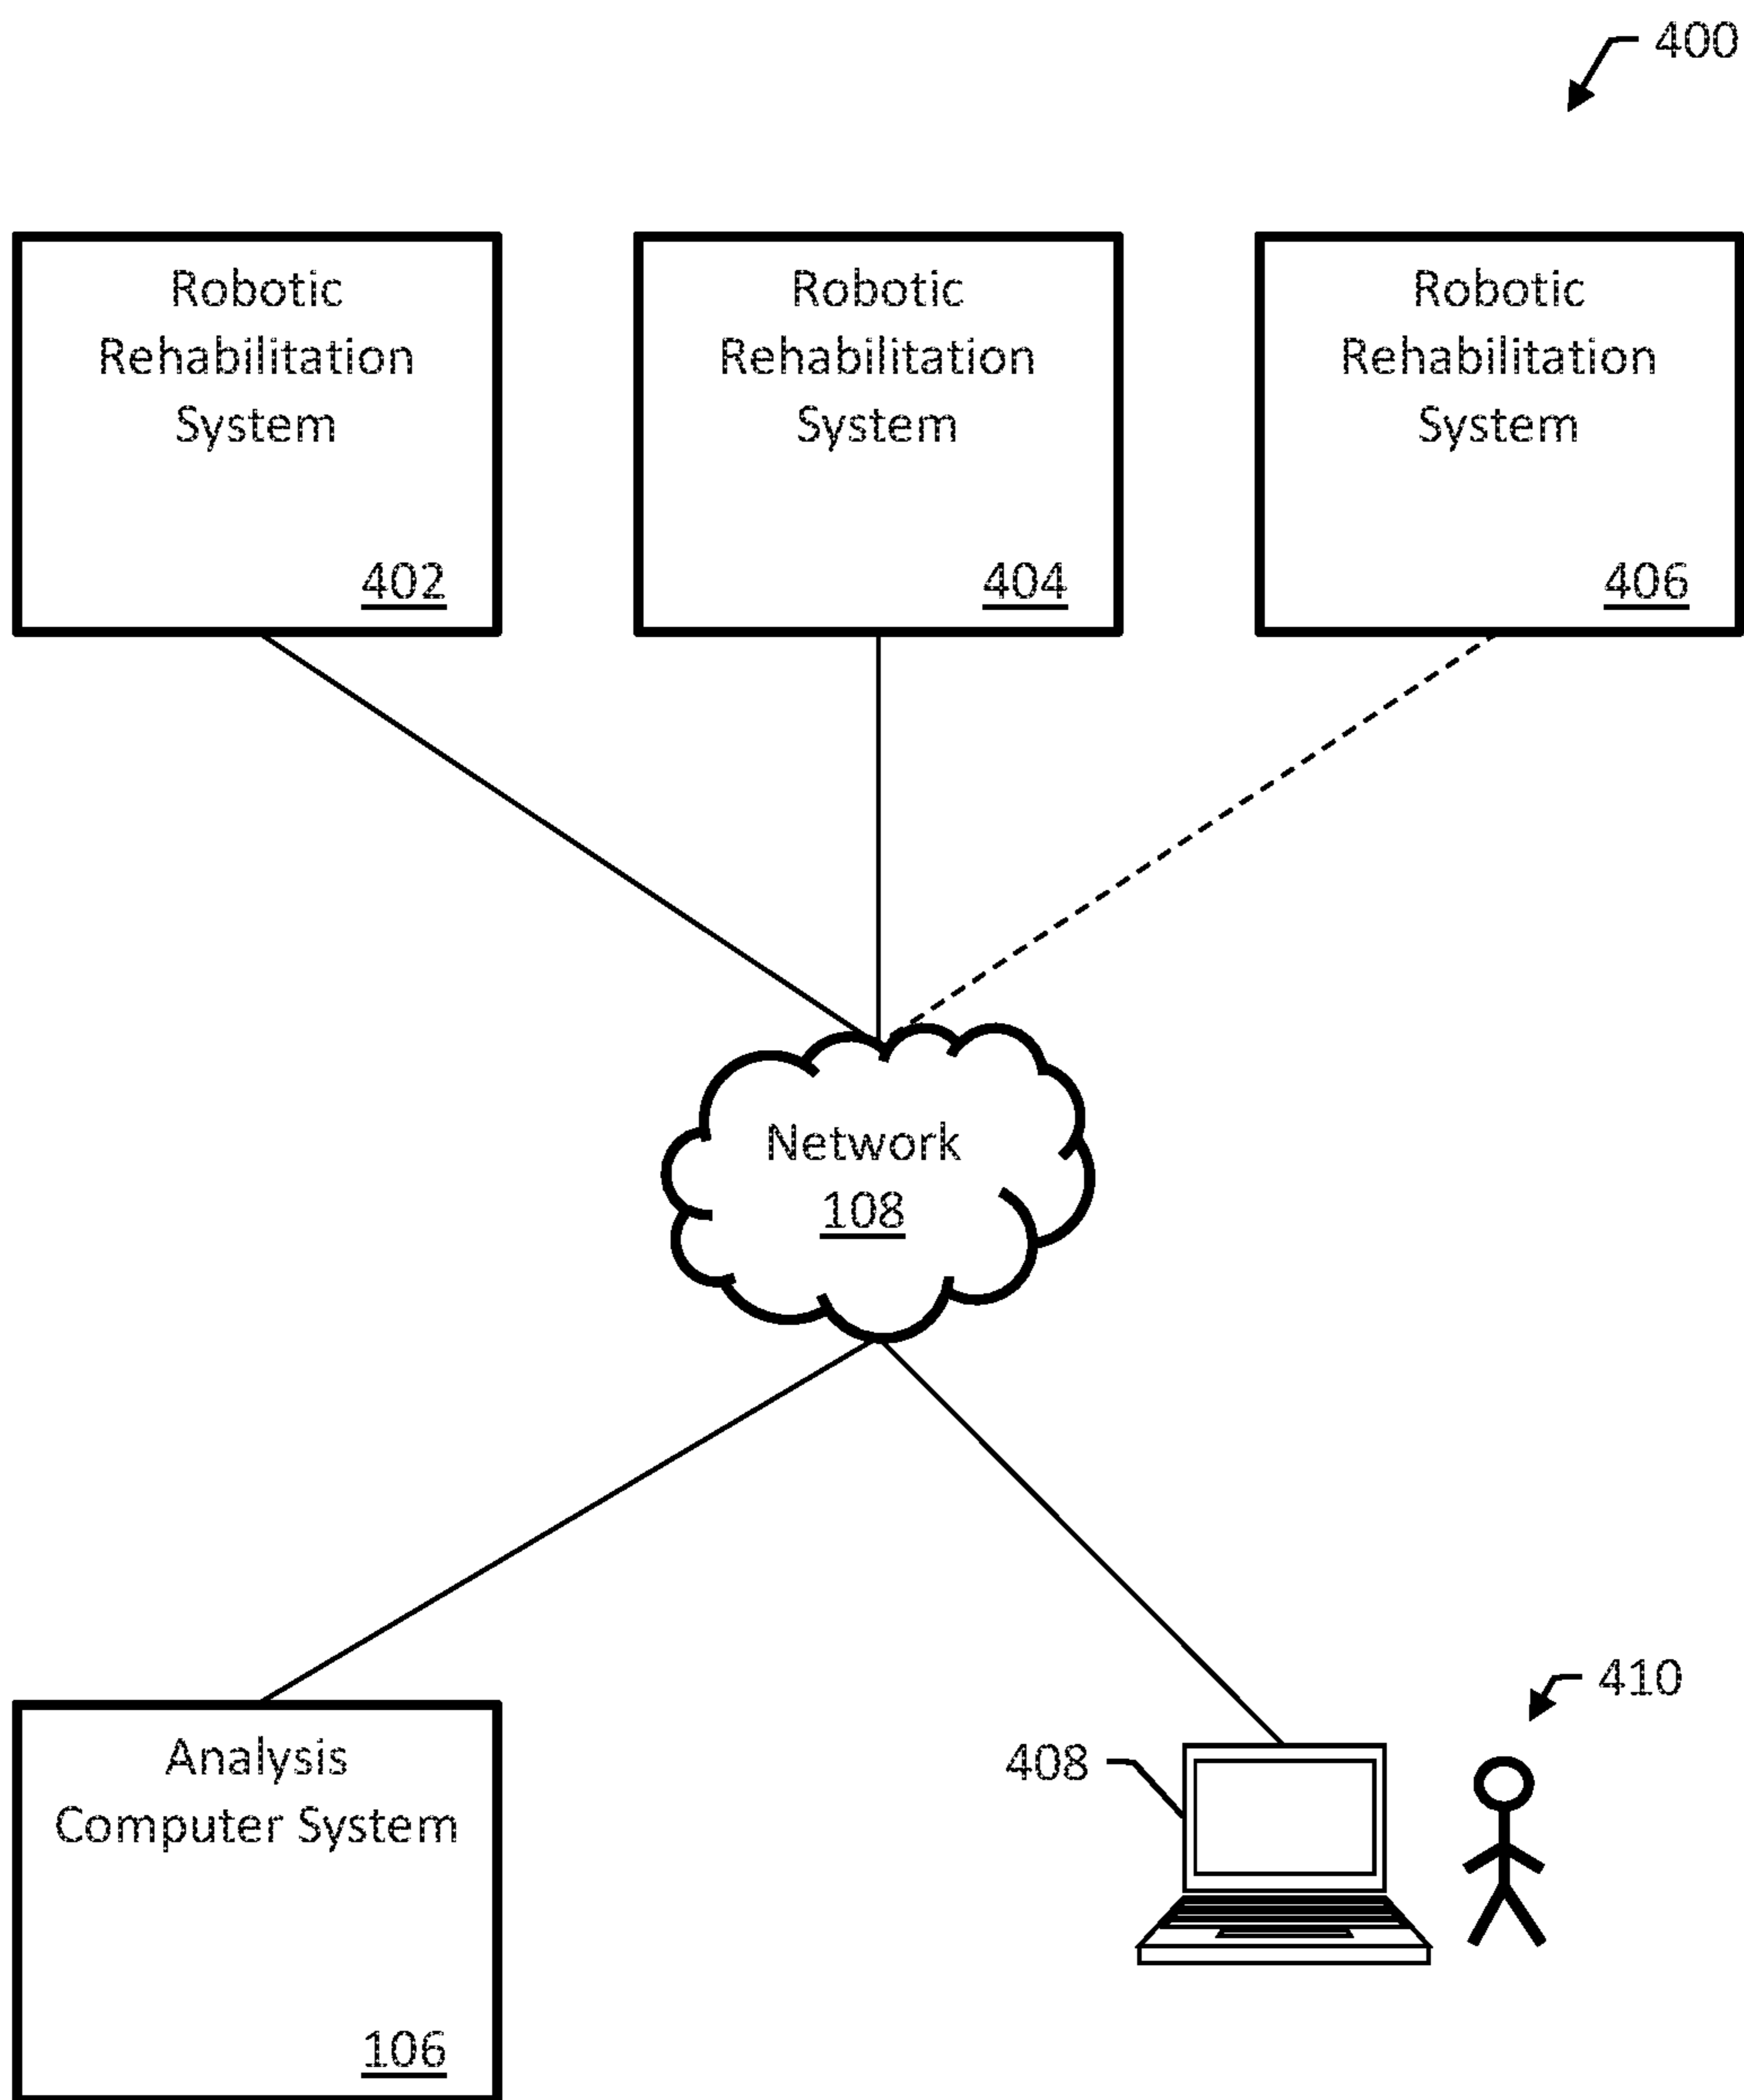 400
Robotic
Rehabilitation
System
402
Robotic
Rehabilitation
System
404
Robotic
Rehabilitation
System
406
Network
108
Analysis
Computer System
106
408
410